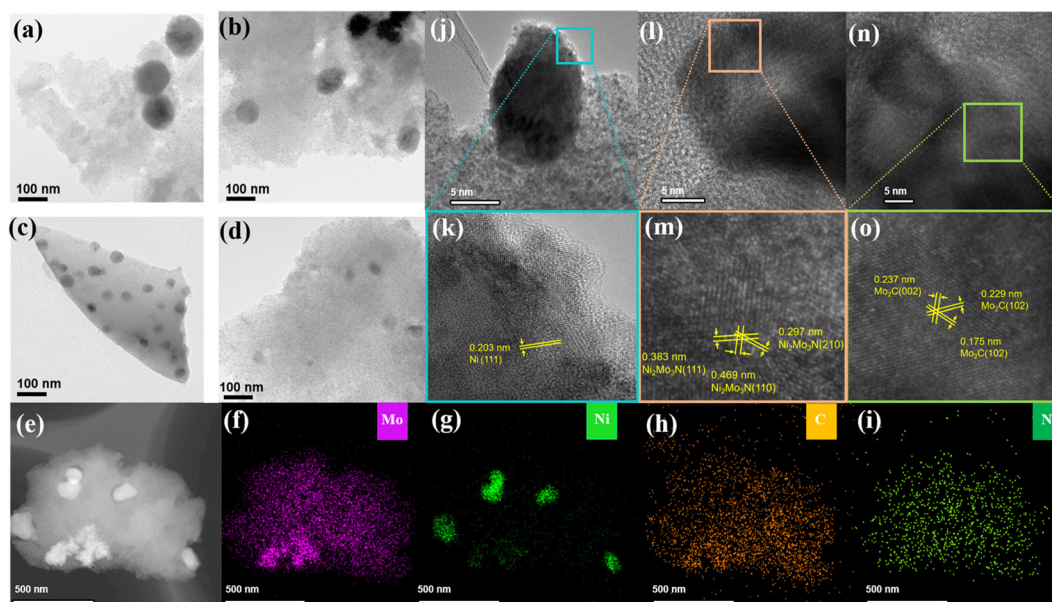 (a)
100 nm
(b)
100 nm
(j)
5 nm
(l)
5 nm
(n)
5 nm
(c)
100 nm
(d)
100 nm
(k)
0.203 nm
Ni (111)
(m)
0.297 nm
Ni₂Mo₃N(210)
0.383 nm
Ni₂Mo₃N(111)
0.469 nm
Ni₂Mo₃N(110)
(o)
0.237 nm
Mo₂C(002)
0.229 nm
Mo₂C(102)
0.175 nm
Mo₂C(102)
(e)
500 nm
(f)
Mo
500 nm
(g)
Ni
500 nm
(h)
C
500 nm
(i)
N
500 nm